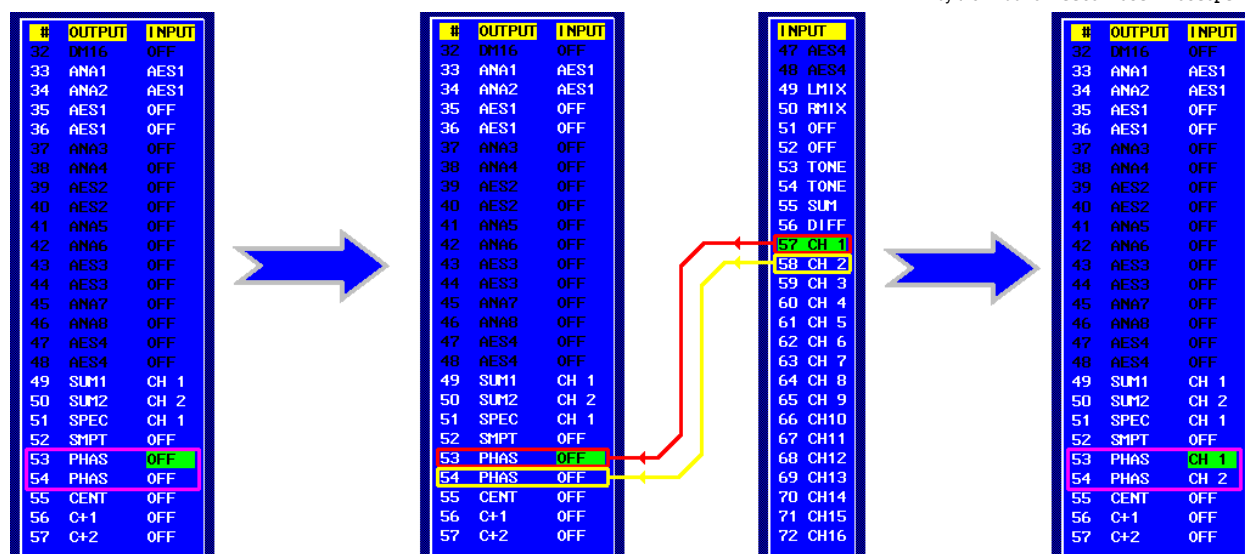 # OUTPUT INPUT
32 DM16 OFF
33 ANA1 AES1
34 ANA2 AES1
35 AES1 OFF
36 AES1 OFF
37 ANA3 OFF
38 ANA4 OFF
39 AES2 OFF
40 AES2 OFF
41 ANA5 OFF
42 ANA6 OFF
43 AES3 OFF
44 AES3 OFF
45 ANA7 OFF
46 ANA8 OFF
47 AES4 OFF
48 AES4 OFF
49 SUM1 CH 1
50 SUM2 CH 2
51 SPEC CH 1
52 SMPT OFF
53 PHAS OFF
54 PHAS OFF
55 CENT OFF
56 C+1 OFF
57 C+2 OFF
# OUTPUT INPUT
32 DM16 OFF
33 ANA1 AES1
34 ANA2 AES1
35 AES1 OFF
36 AES1 OFF
37 ANA3 OFF
38 ANA4 OFF
39 AES2 OFF
40 AES2 OFF
41 ANA5 OFF
42 ANA6 OFF
43 AES3 OFF
44 AES3 OFF
45 ANA7 OFF
46 ANA8 OFF
47 AES4 OFF
48 AES4 OFF
49 SUM1 CH 1
50 SUM2 CH 2
51 SPEC CH 1
52 SMPT OFF
53 PHAS OFF
54 PHAS OFF
55 CENT OFF
56 C+1 OFF
57 C+2 OFF
INPUT
47 AES4
48 AES4
49 LMIX
50 RMIX
51 OFF
52 OFF
53 TONE
54 TONE
55 SUM
56 DIFF
57 CH 1
58 CH 2
59 CH 3
60 CH 4
61 CH 5
62 CH 6
63 CH 7
64 CH 8
65 CH 9
66 CH10
67 CH11
68 CH12
69 CH13
70 CH14
71 CH15
72 CH16
# OUTPUT INPUT
32 DM16 OFF
33 ANA1 AES1
34 ANA2 AES1
35 AES1 OFF
36 AES1 OFF
37 ANA3 OFF
38 ANA4 OFF
39 AES2 OFF
40 AES2 OFF
41 ANA5 OFF
42 ANA6 OFF
43 AES3 OFF
44 AES3 OFF
45 ANA7 OFF
46 ANA8 OFF
47 AES4 OFF
48 AES4 OFF
49 SUM1 CH 1
50 SUM2 CH 2
51 SPEC CH 1
52 SMPT OFF
53 PHAS CH 1
54 PHAS CH 2
55 CENT OFF
56 C+1 OFF
57 C+2 OFF